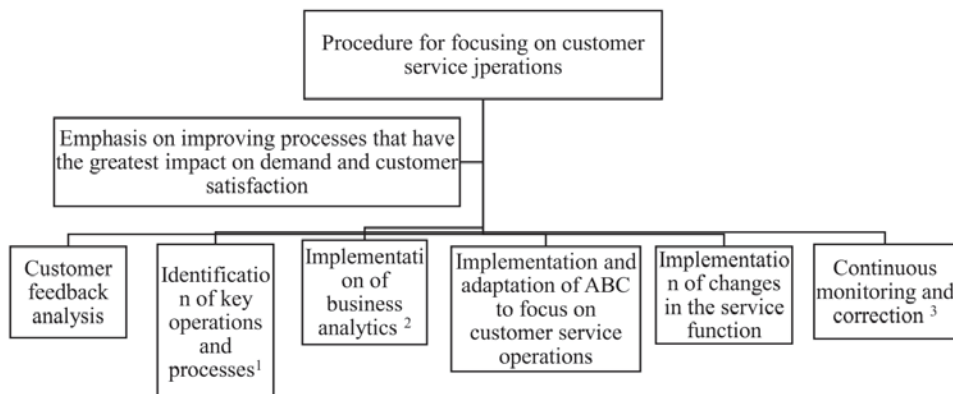 Procedure for focusing on customer
service jperations
Emphasis on improving processes that have
the greatest impact on demand and customer
satisfaction
Customer
feedback
analysis
Identificatio
n of key
operations
and
processes¹
Implementati
on of
business
analytics ²
Implementation and
adaptation of ABC
to focus on
customer service
operations
Implementatio
n of changes
in the service
function
Continuous
monitoring and
correction ³